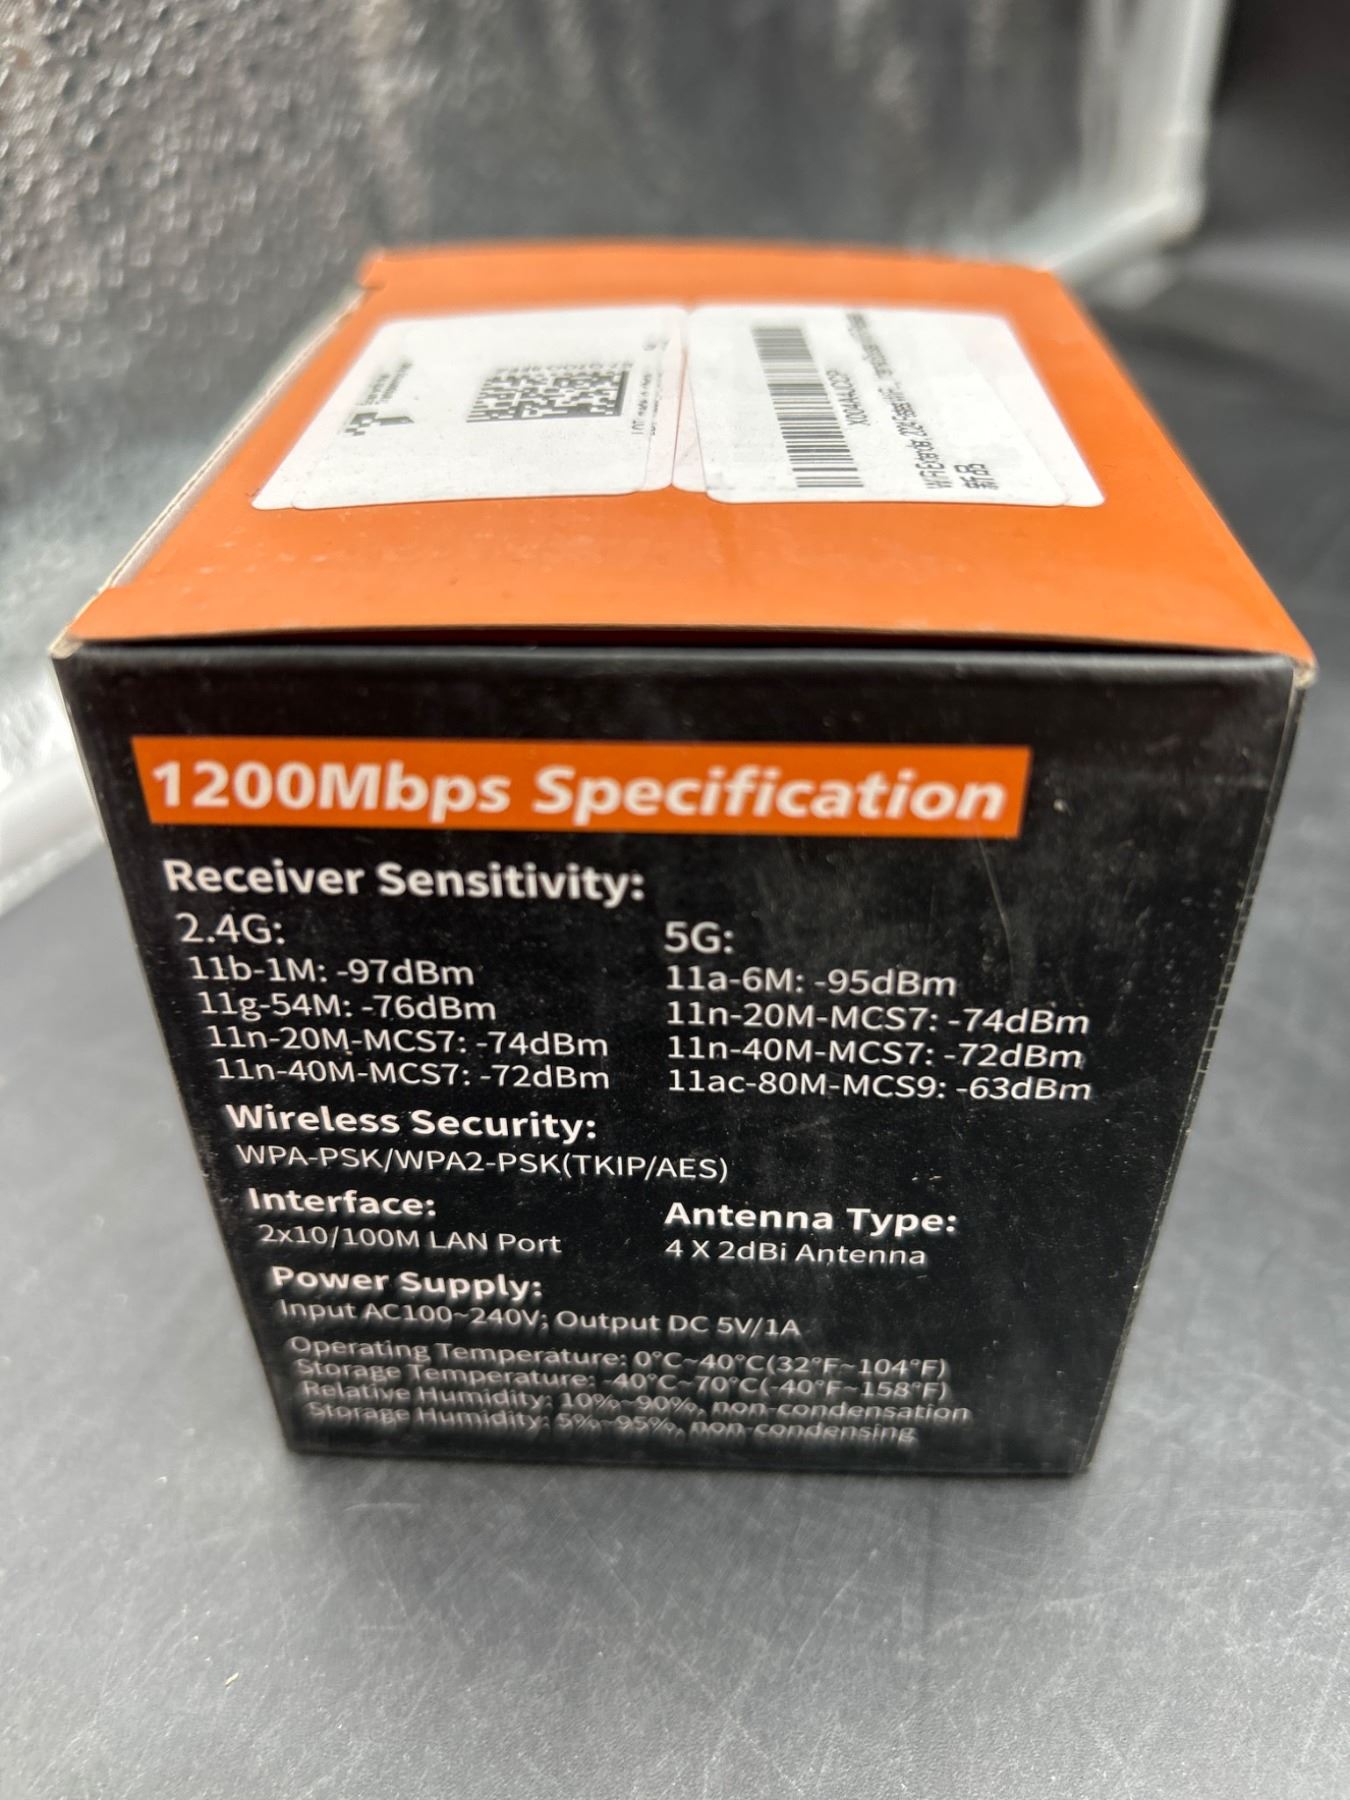 WiFi Extender, 
新品
1200Mbps Specification
Receiver Sensitivity:
2.4G:
11b-1M: -97dBm
11g-54M: -76dBm
11n-20M-MCS7: -74dBm
11n-40M-MCS7: -72dBm
5G:
11a-6M: -95dBm
11n-20M-MCS7: -74dBm
11n-40M-MCS7: -72dBm
11ac-80M-MCS9: -63dBm
Wireless Security:
WPA-PSK/WPA2-PSK(TKIP/AES)
Interface:
2x10/100M LAN Port
Antenna Type:
4 X 2dBi Antenna
Power Supply:
Input AC100~240V; Output DC 5V/1A
Operating Temperature: 0°C~40°C(32°F~104°F)
Storage Temperature: -40°C~70°C(-40°F~158°F)
Relative Humidity: 10%~90%, non-condensation
Storage Humidity: 5%~95%, non-condensing